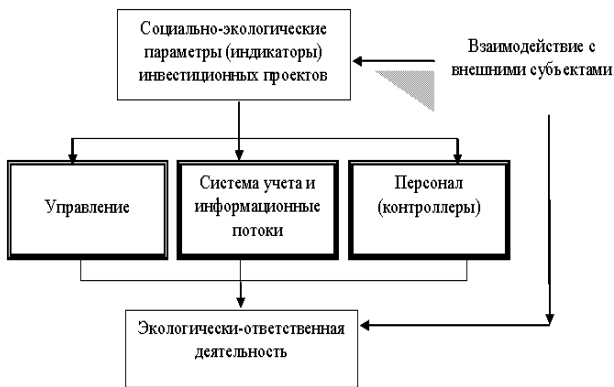 Социально-экологические
параметры (индикаторы)
инвестиционных проектов
Взаимодействие с
внешними субъектами
Управление
Система учета и
информационные
потоки
Персонал
(контроллеры)
Экологически-ответственная
деятельность